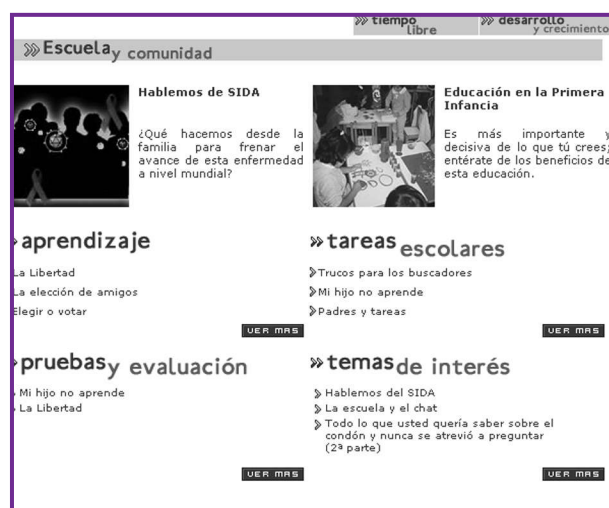 tiempo libre
desarrollo y crecimiento
Escuela y comunidad
Hablemos de SIDA
¿Qué hacemos desde la
familia para frenar el
avance de esta enfermedad
a nivel mundial?
Educación en la Primera
Infancia
Es más importante y
decisiva de lo que tú crees;
entérate de los beneficios de
esta educación.
aprendizaje
La Libertad
La elección de amigos
Elegir o votar
VER MAS
tareas escolares
Trucos para los buscadores
Mi hijo no aprende
Padres y tareas
VER MAS
pruebas y evaluación
Mi hijo no aprende
La Libertad
VER MAS
temas de interés
Hablemos del SIDA
La escuela y el chat
Todo lo que usted quería saber sobre el
condón y nunca se atrevió a preguntar
(2ª parte)
VER MAS